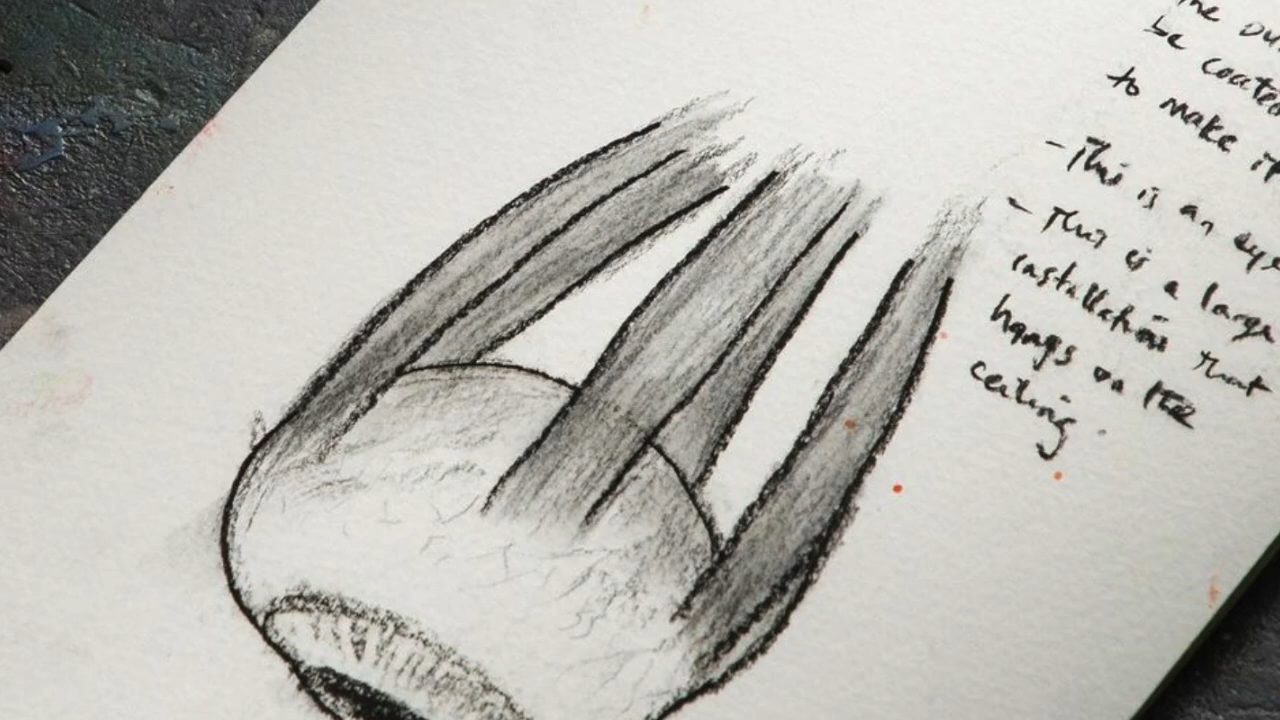 be coated
to make it
- This is an eye
- This is a large
installation that
hangs on the
ceiling.